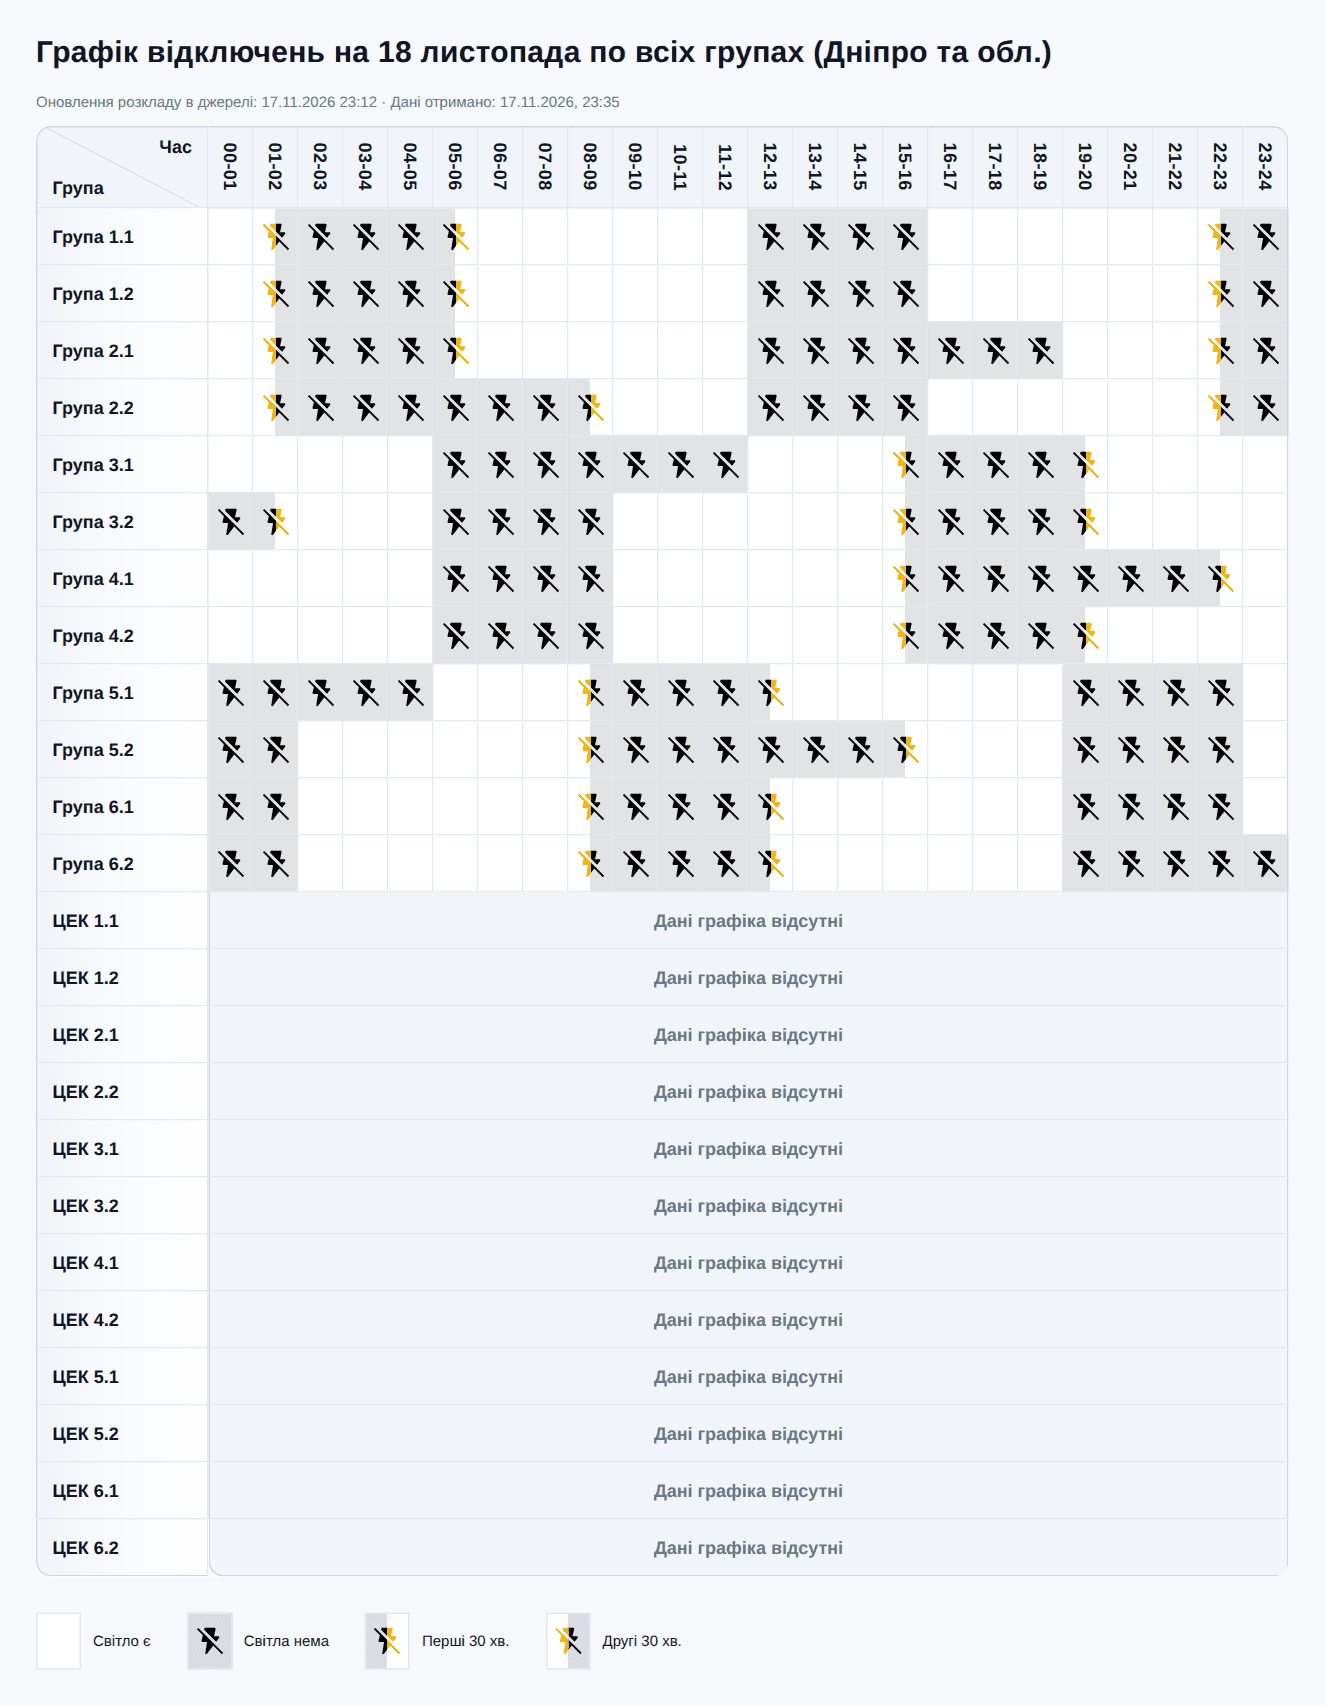 Графік відключень на 18 листопада по всіх групах (Дніпро та обл.)
Оновлення розкладу в джерелі: 17.11.2026 23:12 · Дані отримано: 17.11.2026, 23:35
Час
Група
00-01 01-02 02-03 03-04 04-05 05-06 06-07 07-08 08-09 09-10 10-11 11-12 12-13 13-14 14-15 15-16 16-17 17-18 18-19 19-20 20-21 21-22 22-23 23-24
Група 1.1
Група 1.2
Група 2.1
Група 2.2
Група 3.1
Група 3.2
Група 4.1
Група 4.2
Група 5.1
Група 5.2
Група 6.1
Група 6.2
ЦЕК 1.1 Дані графіка відсутні
ЦЕК 1.2 Дані графіка відсутні
ЦЕК 2.1 Дані графіка відсутні
ЦЕК 2.2 Дані графіка відсутні
ЦЕК 3.1 Дані графіка відсутні
ЦЕК 3.2 Дані графіка відсутні
ЦЕК 4.1 Дані графіка відсутні
ЦЕК 4.2 Дані графіка відсутні
ЦЕК 5.1 Дані графіка відсутні
ЦЕК 5.2 Дані графіка відсутні
ЦЕК 6.1 Дані графіка відсутні
ЦЕК 6.2 Дані графіка відсутні
Світло є Світла нема Перші 30 хв. Другі 30 хв.